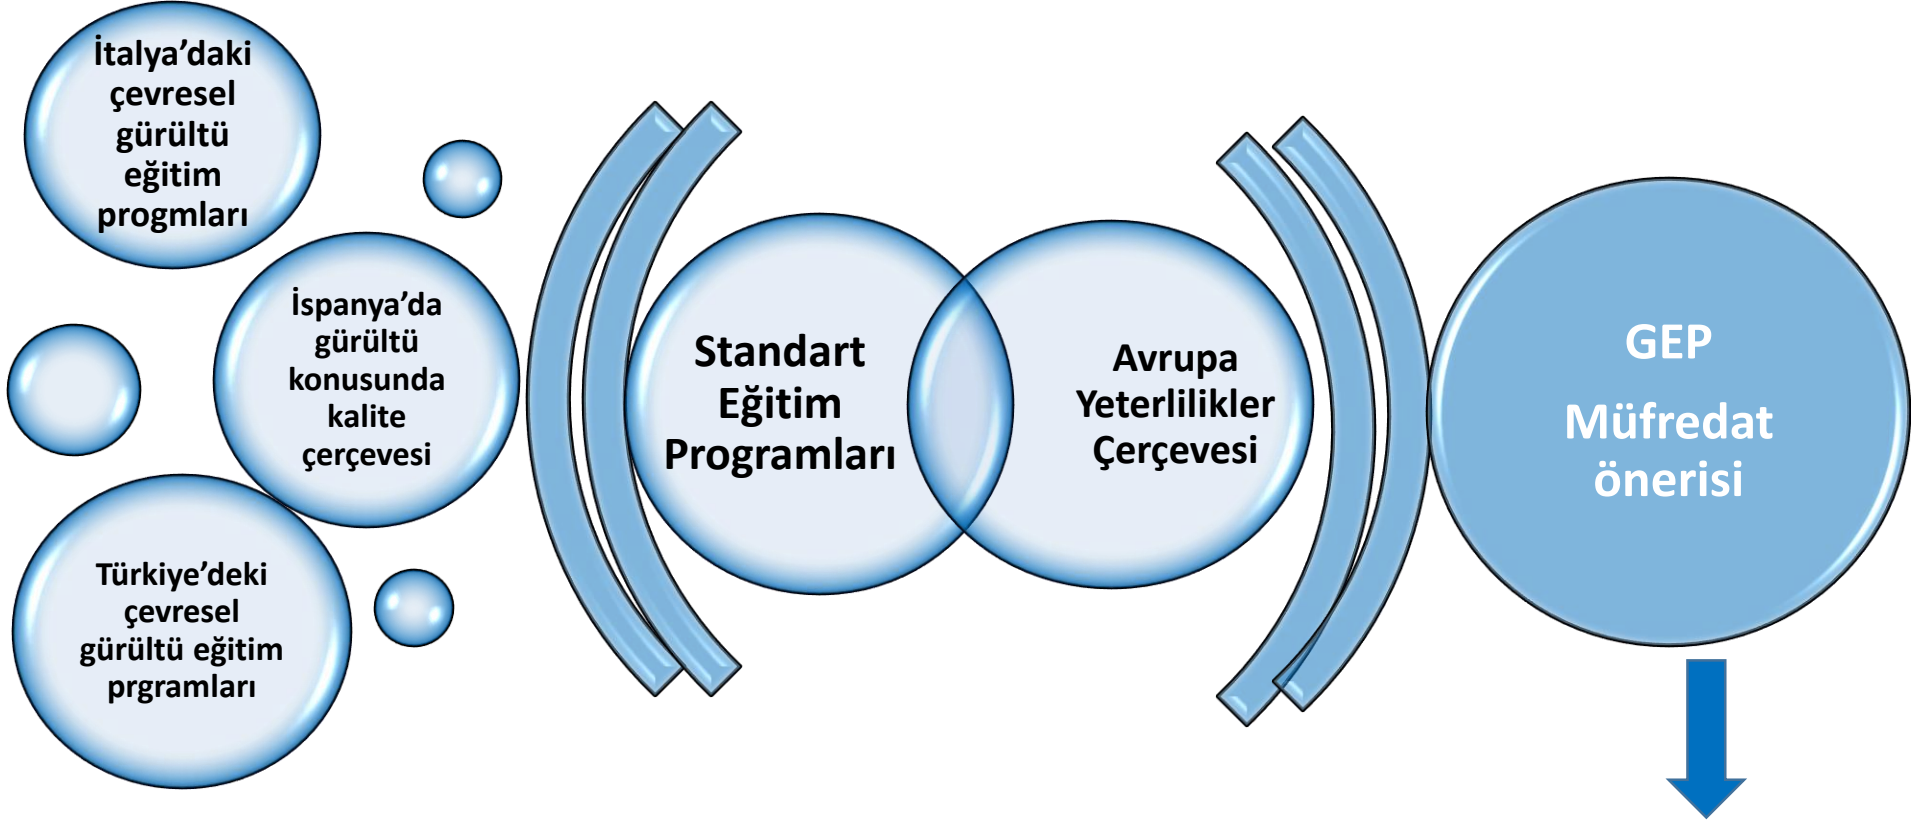 İtalya’daki
çevresel
gürültü
eğitim
progmları
İspanya’da
gürültü
konusunda
kalite
çerçevesi
Türkiye’deki
çevresel
gürültü eğitim
prgramları
Standart
Eğitim
Programları
Avrupa
Yeterlilikler
Çerçevesi
GEP
Müfredat
önerisi